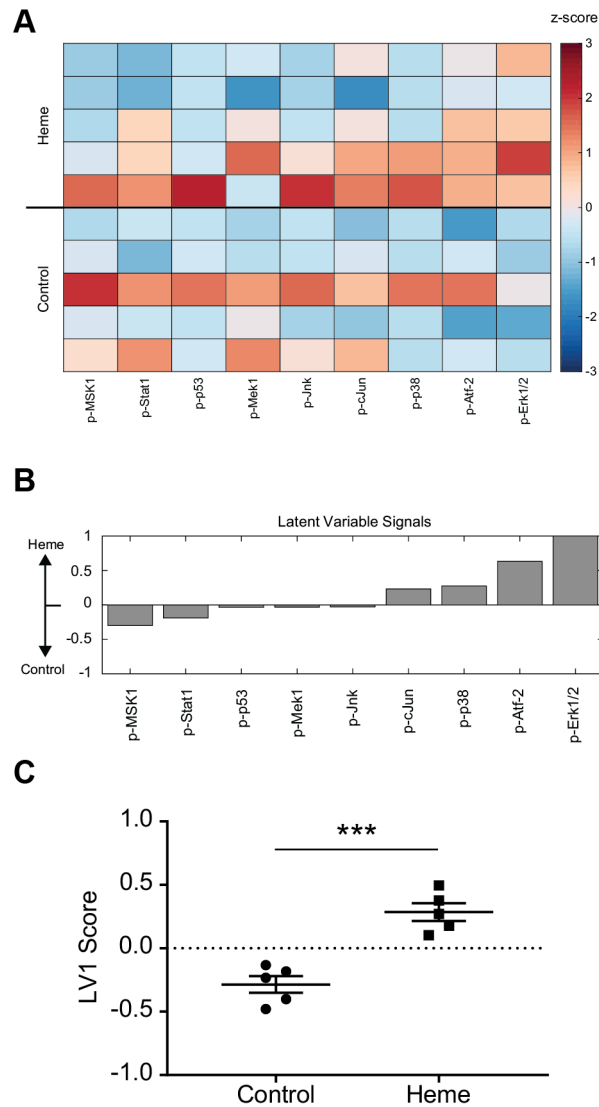 A
z-score
Heme
Control
3
2
1
0
-1
-2
-3
p-MSK1
p-Stat1
p-p53
p-Mek1
p-Jnk
p-cJun
p-p38
p-Atf-2
p-Erk1/2
B
Latent Variable Signals
Heme
Control
1
0.5
0
-0.5
-1
p-MSK1
p-Stat1
p-p53
p-Mek1
p-Jnk
p-cJun
p-p38
p-Atf-2
p-Erk1/2
C
***
LV1 Score
1.0
0.5
0.0
-0.5
-1.0
Control Heme